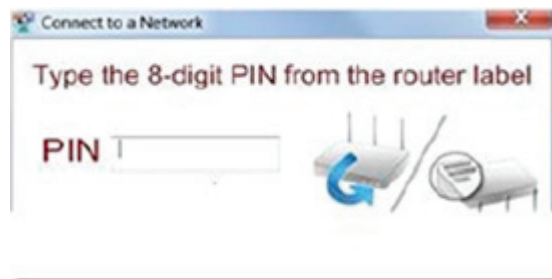 Connect to a Network
Type the 8-digit PIN from the router label
PIN